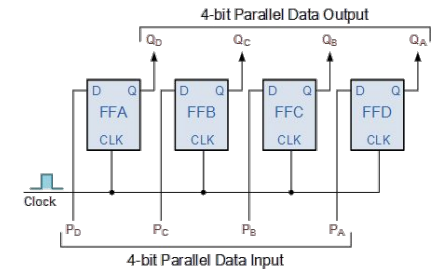 4-bit Parallel Data Output
QD QC QB QA
D Q D Q D Q D Q
FFA FFB FFC FFD
CLK CLK CLK CLK
Clock
PD PC PB PA
4-bit Parallel Data Input